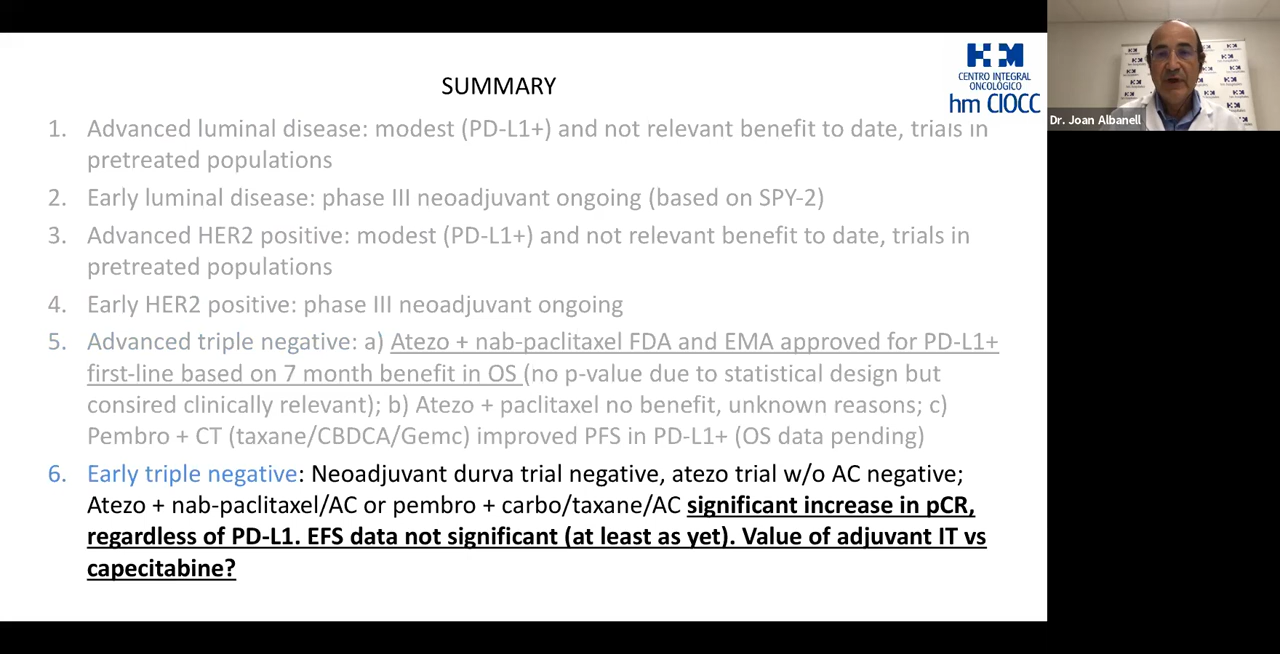 SUMMARY
HM
CENTRO INTEGRAL
ONCOLÓGICO
hm CIOCC
1. Advanced luminal disease: modest (PD-L1+) and not relevant benefit to date, trials in
pretreated populations
2. Early luminal disease: phase III neoadjuvant ongoing (based on SPY-2)
3. Advanced HER2 positive: modest (PD-L1+) and not relevant benefit to date, trials in
pretreated populations
4. Early HER2 positive: phase III neoadjuvant ongoing
5. Advanced triple negative: a) Atezo + nab-paclitaxel FDA and EMA approved for PD-L1+
first-line based on 7 month benefit in OS (no p-value due to statistical design but
consired clinically relevant); b) Atezo + paclitaxel no benefit, unknown reasons; c)
Pembro + CT (taxane/CBDCA/Gemc) improved PFS in PD-L1+ (OS data pending)
6. Early triple negative: Neoadjuvant durva trial negative, atezo trial w/o AC negative;
Atezo + nab-paclitaxel/AC or pembro + carbo/taxane/AC significant increase in pCR,
regardless of PD-L1. EFS data not significant (at least as yet). Value of adjuvant IT vs
capecitabine?
Dr. Joan Albanell